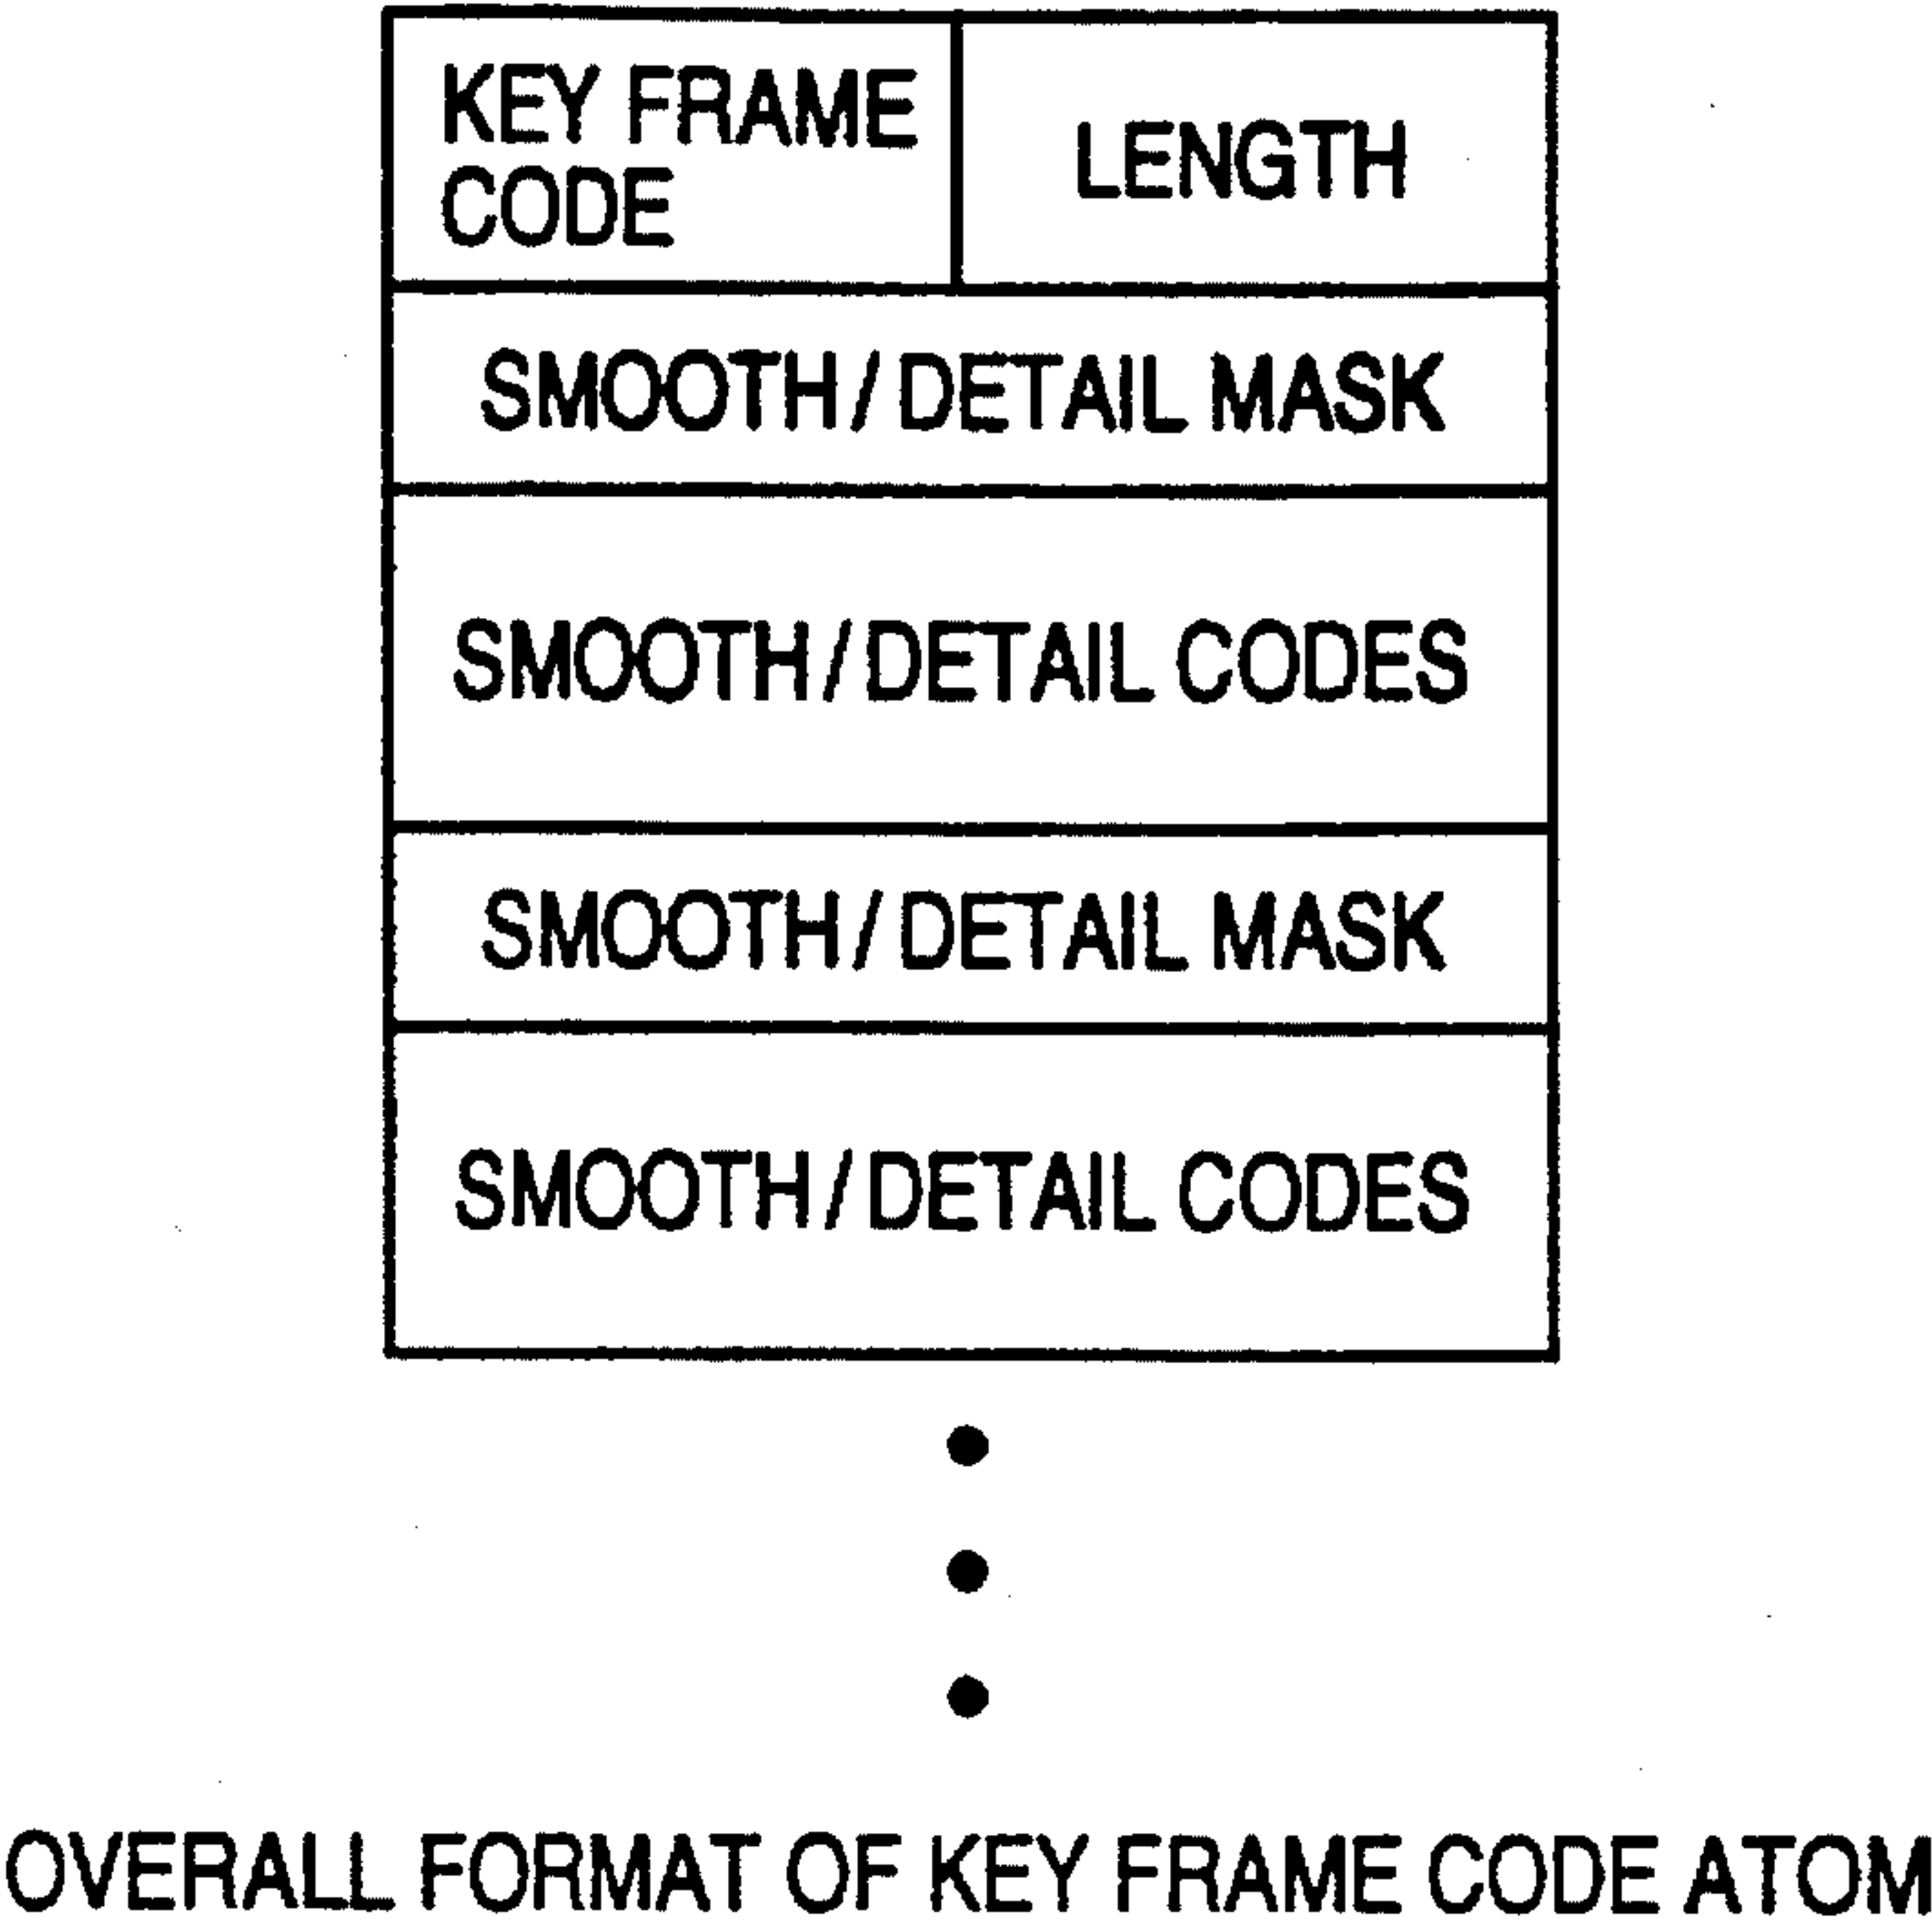 KEY FRAME
CODE
LENGTH
SMOOTH/DETAIL MASK
SMOOTH/DETAIL CODES
SMOOTH/DETAIL MASK
SMOOTH/DETAIL CODES
OVERALL FORMAT OF KEY FRAME CODE ATOM